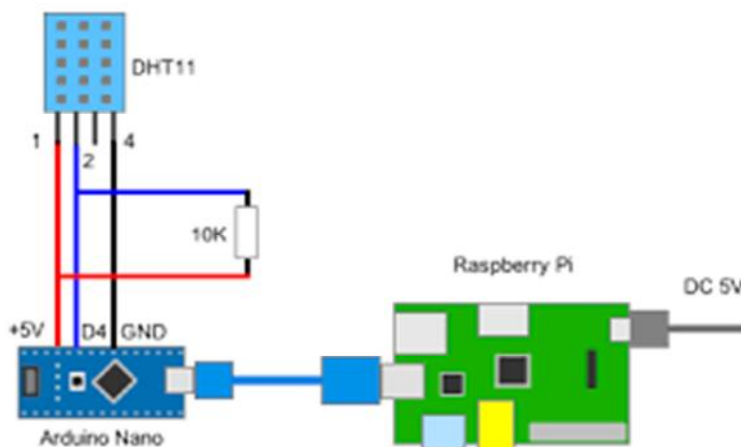 DHT11
1
2
4
10K
Raspberry Pi
DC 5V
+5V
D4
GND
Arduino Nano